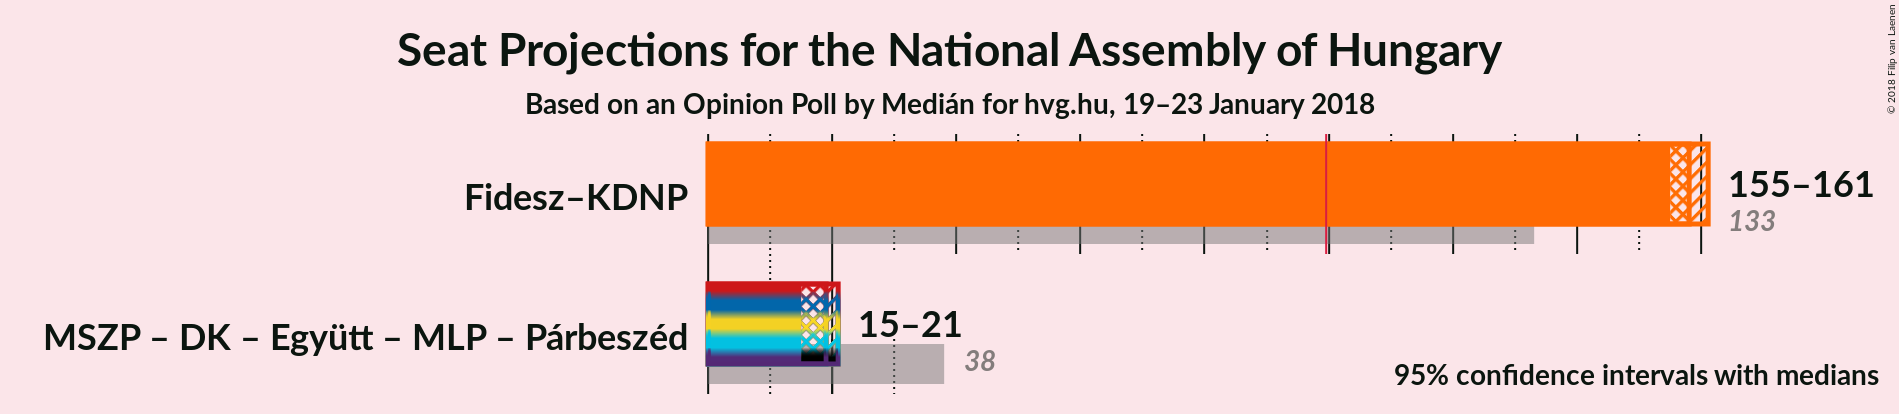 Seat Projections for the National Assembly of Hungary
Based on an Opinion Poll by Medián for hvg.hu, 19–23 January 2018
© 2018 Filip van Laenen
Fidesz–KDNP
155–161
133
MSZP – DK – Együtt – MLP – Párbeszéd
15–21
38
95% confidence intervals with medians